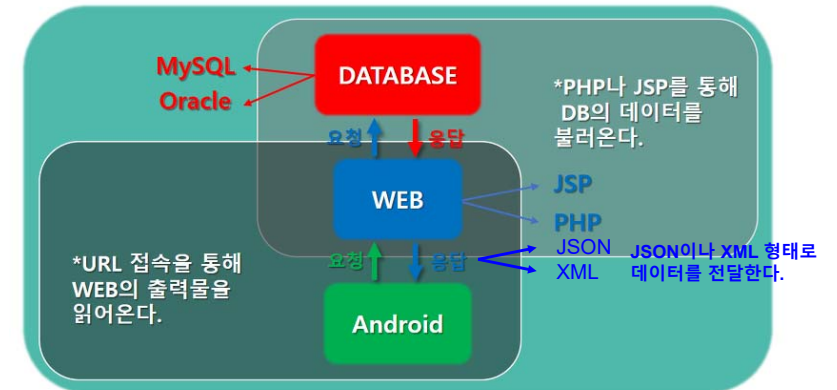 MySQL
Oracle
DATABASE
*PHP나 JSP를 통해
DB의 데이터를
불러온다.
요청
응답
WEB
JSP
PHP
*URL 접속을 통해
WEB의 출력물을
읽어온다.
요청
응답
JSON
XML
JSON이나 XML 형태로
데이터를 전달한다.
Android